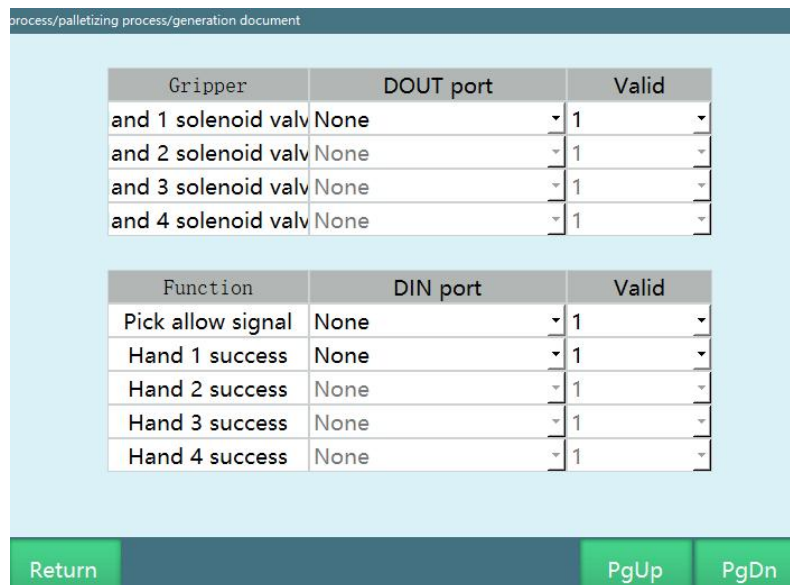 process/palletizing process/generation document
Gripper DOUT port Valid
and 1 solenoid valv None 1
and 2 solenoid valv None 1
and 3 solenoid valv None 1
and 4 solenoid valv None 1
Function DIN port Valid
Pick allow signal None 1
Hand 1 success None 1
Hand 2 success None 1
Hand 3 success None 1
Hand 4 success None 1
Return PgUp PgDn